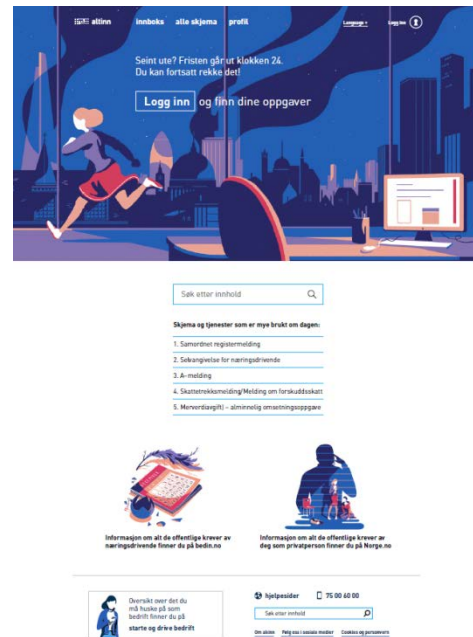 altinn
innboks alle skjema profil
Language
Logg inn
Seint ute? Fristen går ut klokken 24.
Du kan fortsatt rekke det!
Logg inn og finn dine oppgaver
Søk etter innhold
Skjema og tjenester som er mye brukt om dagen:
1. Samordnet registermelding
2. Selvangivelse for næringsdrivende
3. A-melding
4. Skattetrekksmelding/Melding om forskuddsskatt
5. Merverdiavgift| – alminnelig omsetningsoppgave
Informasjon om alt de offentlige krever av
næringsdrivende finner du på bedin.no
Informasjon om alt de offentlige krever av
deg som privatperson finner du på Norge.no
Oversikt over det du
må huske på som
bedrift finner du på
starte og drive bedrift
hjelpesider 75 00 60 00
Søk etter innhold
Om altinn Følg oss i sosiale medier Cookies og personvern